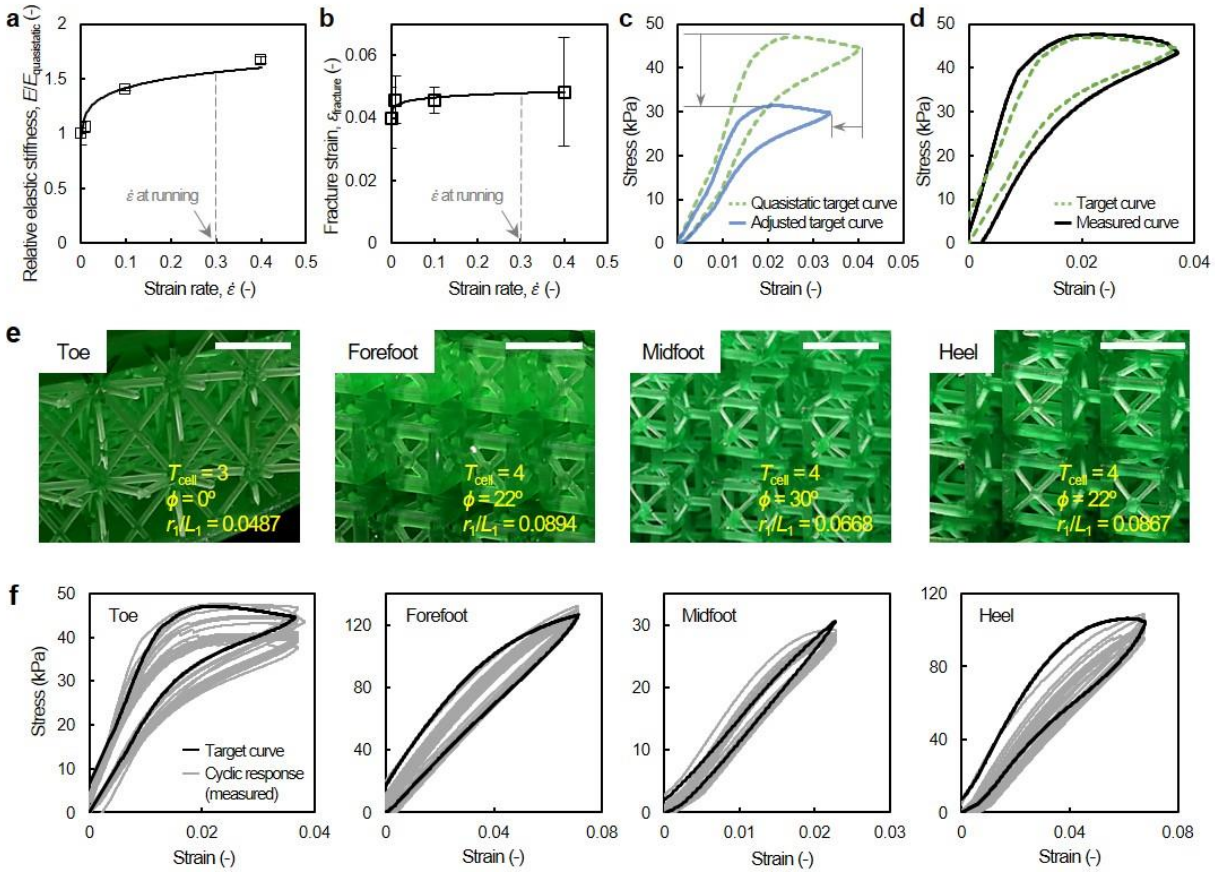 a
Relative elastic stiffness, E/Equasistatic (-)
2
1.5
1
0.5
0
0
0.1
0.2
0.3
0.4
0.5
ε̇ at running
Strain rate, ε̇ (-)
b
Fracture strain, εfracture (-)
0.06
0.04
0.02
0
0
0.1
0.2
0.3
0.4
0.5
ε̇ at running
Strain rate, ε̇ (-)
c
Stress (kPa)
50
40
30
20
10
0
0
0.01
0.02
0.03
0.04
0.05
Quasistatic target curve
Adjusted target curve
Strain (-)
d
Stress (kPa)
50
40
30
20
10
0
0
0.02
0.04
Target curve
Measured curve
Strain (-)
e
Toe
Tcell = 3
ϕ = 0º
r1/L1 = 0.0487
Forefoot
Tcell = 4
ϕ = 22º
r1/L1 = 0.0894
Midfoot
Tcell = 4
ϕ = 30º
r1/L1 = 0.0668
Heel
Tcell = 4
ϕ = 22º
r1/L1 = 0.0867
f
Stress (kPa)
50
40
30
20
10
0
0
0.02
0.04
Toe
Target curve
Cyclic response
(measured)
Strain (-)
120
80
40
0
0
0.04
0.08
Forefoot
Strain (-)
30
20
10
0
0
0.01
0.02
0.03
Midfoot
Strain (-)
120
80
40
0
0
0.04
0.08
Heel
Strain (-)